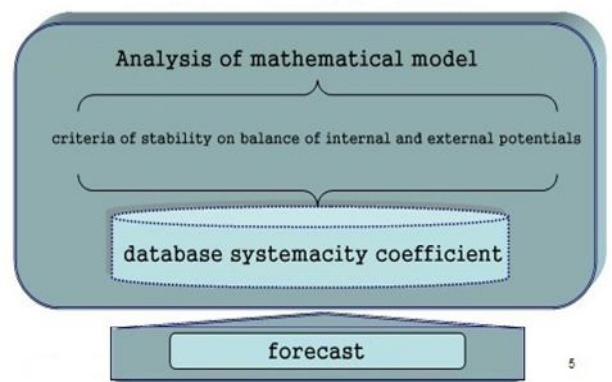 Analysis of mathematical model
criteria of stability on balance of internal and external potentials
database systemacity coefficient
forecast
5